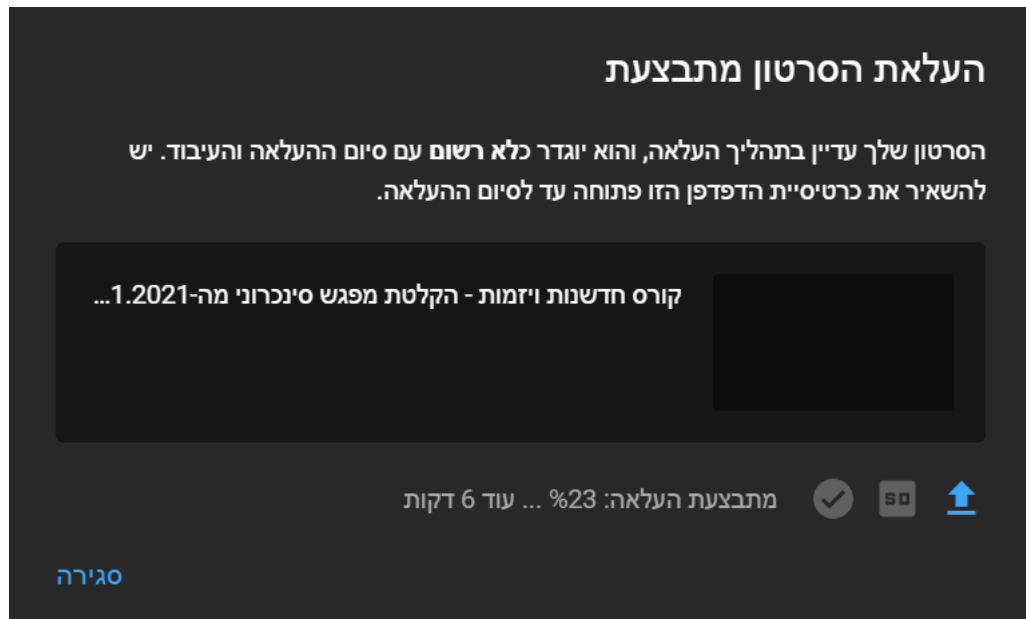 העלאת הסרטון מתבצעת
הסרטון שלך עדיין בתהליך העלאה, והוא יוגדר כלא רשום עם סיום ההעלאה והעיבוד. יש
להשאיר את כרטיסיית הדפדפן הזו פתוחה עד לסיום ההעלאה.
קורס חדשנות ויזמות - הקלטת מפגש סינכרוני מה-1.2021...
SD
מתבצעת העלאה: 23% ... עוד 6 דקות
סגירה